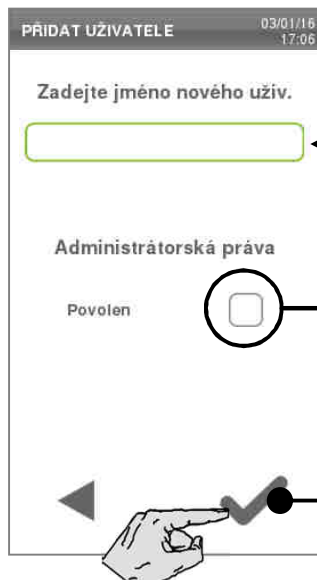 PŘIDAT UŽIVATELE
03/01/16
17:06
Zadejte jméno nového uživ.
Administrátorská práva
Povolen